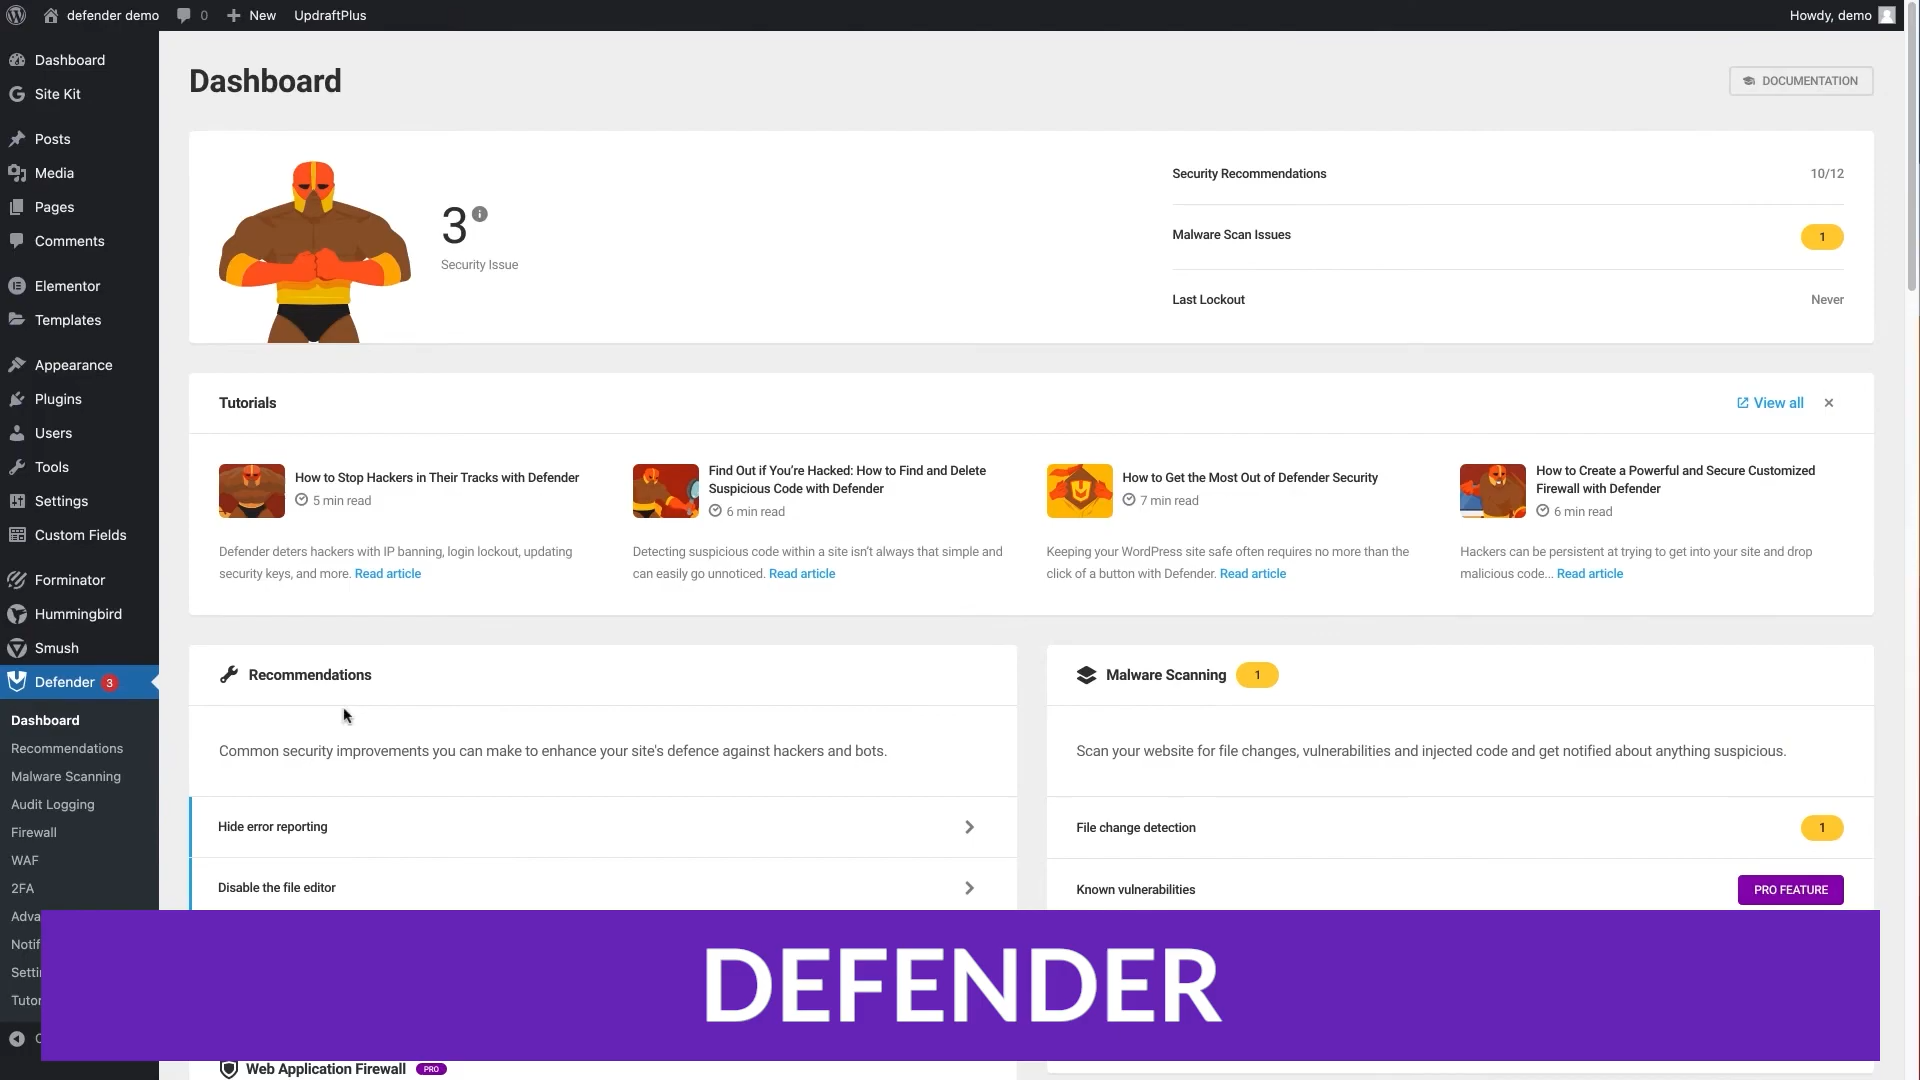 defender demo
0
New
UpdraftPlus
Howdy, demo
Dashboard
Site Kit
Posts
Media
Pages
Comments
Elementor
Templates
Appearance
Plugins
Users
Tools
Settings
Custom Fields
Forminator
Hummingbird
Smush
Defender 3
Dashboard
Recommendations
Malware Scanning
Audit Logging
Firewall
WAF
2FA
Adva
Notif
Setti
Tutor
Dashboard
DOCUMENTATION
3
Security Issue
Security Recommendations
10/12
Malware Scan Issues
1
Last Lockout
Never
Tutorials
View all
How to Stop Hackers in Their Tracks with Defender
5 min read
Defender deters hackers with IP banning, login lockout, updating
security keys, and more. Read article
Find Out if You’re Hacked: How to Find and Delete
Suspicious Code with Defender
6 min read
Detecting suspicious code within a site isn’t always that simple and
can easily go unnoticed. Read article
How to Get the Most Out of Defender Security
7 min read
Keeping your WordPress site safe often requires no more than the
click of a button with Defender. Read article
How to Create a Powerful and Secure Customized
Firewall with Defender
6 min read
Hackers can be persistent at trying to get into your site and drop
malicious code... Read article
Recommendations
Common security improvements you can make to enhance your site's defence against hackers and bots.
Hide error reporting
Disable the file editor
Malware Scanning
1
Scan your website for file changes, vulnerabilities and injected code and get notified about anything suspicious.
File change detection
1
Known vulnerabilities
PRO FEATURE
DEFENDER
Web Application Firewall
PRO